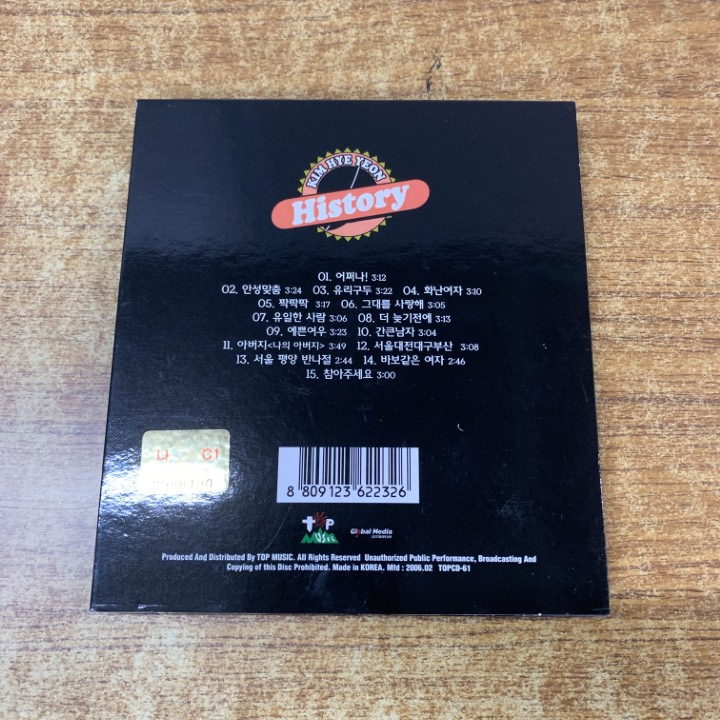 KIM HYE YEON
History
01. 어쩌나! 3:12
02. 안성맞춤 3:24 03. 유리구두 3:22 04. 화난여자 3:10
05. 짝짝짝 3:17 06. 그대를 사랑해 3:05
07. 유일한 사람 3:06 08. 더 늦기전에 3:13
09. 예쁜여우 3:23 10. 간큰남자 3:04
11. 아버지<나의 아버지> 3:49 12. 서울대전대구부산 3:08
13. 서울 평양 반나절 2:44 14. 바보같은 여자 2:46
15. 참아주세요 3:00
나 61
8 809123 622326
top MUSIC
Global Media
Produced And Distributed By TOP MUSIC. All Rights Reserved Unauthorized Public Performance, Broadcasting And
Copying of this Disc Prohibited. Made in KOREA. Mfd : 2006.02 TOPCD-61